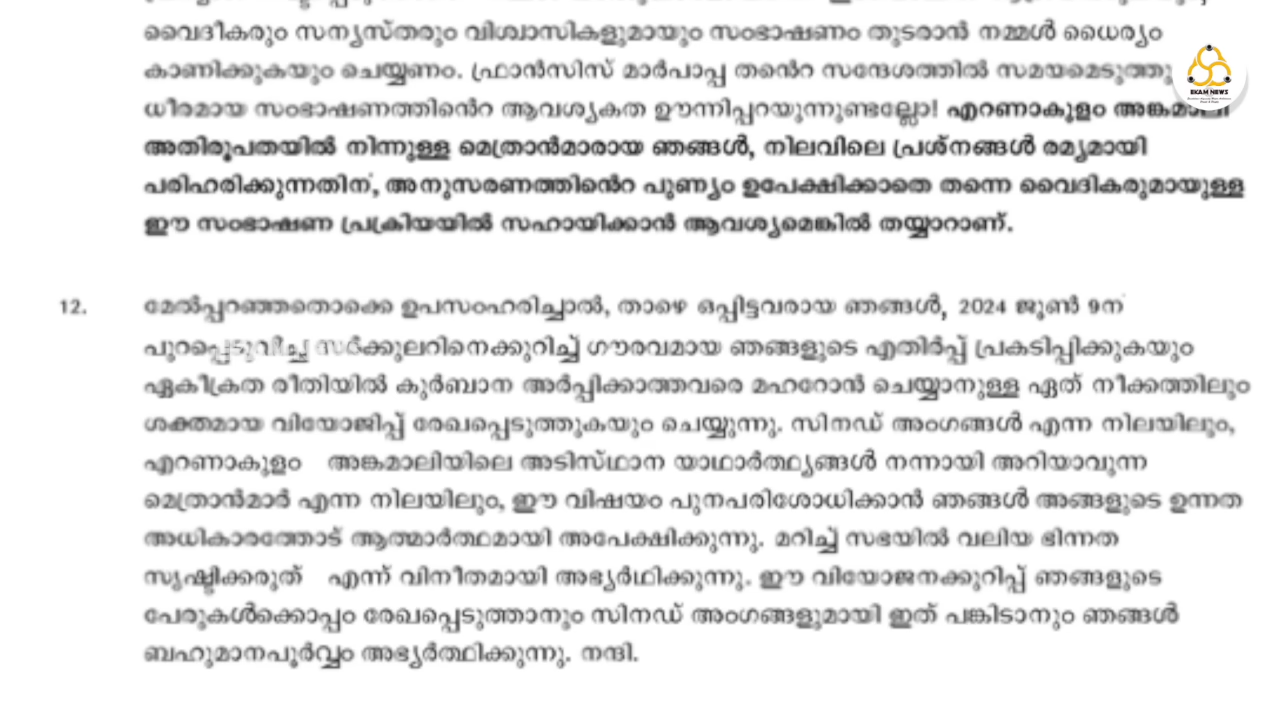 വൈദീകരും സന്യസ്തരും വിശ്വാസികളുമായും സംഭാഷണം തുടരാൻ നമ്മൾ ധൈര്യം
കാണിക്കുകയും ചെയ്യണം. ഫ്രാൻസിസ് മാർപാപ്പ തൻെറ സന്ദേശത്തിൽ സമയമെടുത്തു
ധീരമായ സംഭാഷണത്തിൻെറ ആവശ്യകത ഊന്നിപ്പറയുന്നുണ്ടല്ലോ! എറണാകുളം അങ്കമാലി
അതിരൂപതയിൽ നിന്നുള്ള മെത്രാൻമാരായ ഞങ്ങൾ, നിലവിലെ പ്രശ്നങ്ങൾ രമ്യമായി
പരിഹരിക്കുന്നതിന്, അനുസരണത്തിൻെറ പുണ്യം ഉപേക്ഷിക്കാതെ തന്നെ വൈദികരുമായുള്ള
ഈ സംഭാഷണ പ്രക്രിയയിൽ സഹായിക്കാൻ ആവശ്യമെങ്കിൽ തയ്യാറാണ്.
12. മേൽപ്പറഞ്ഞതൊക്കെ ഉപസംഹരിച്ചാൽ, താഴെ ഒപ്പിട്ടവരായ ഞങ്ങൾ, 2024 ജൂൺ 9ന്
പുറപ്പെടുവിച്ച സർക്കുലറിനെക്കുറിച്ച് ഗൗരവമായ ഞങ്ങളുടെ എതിർപ്പ് പ്രകടിപ്പിക്കുകയും
ഏകീക്രത രീതിയിൽ കുർബാന അർപ്പിക്കാത്തവരെ മഹറോൻ ചെയ്യാനുള്ള ഏത് നീക്കത്തിലും
ശക്തമായ വിയോജിപ്പ് രേഖപ്പെടുത്തുകയും ചെയ്യുന്നു. സിനഡ് അംഗങ്ങൾ എന്ന നിലയിലും,
എറണാകുളം അങ്കമാലിയിലെ അടിസ്ഥാന യാഥാർത്ഥ്യങ്ങൾ നന്നായി അറിയാവുന്ന
മെത്രാൻമാർ എന്ന നിലയിലും, ഈ വിഷയം പുനപരിശോധിക്കാൻ ഞങ്ങൾ അങ്ങളുടെ ഉന്നത
അധികാരത്തോട് ആത്മാർത്ഥമായി അപേക്ഷിക്കുന്നു. മറിച്ച് സഭയിൽ വലിയ ഭിന്നത
സൃഷ്ടിക്കരുത് എന്ന് വിനീതമായി അഭ്യർഥിക്കുന്നു. ഈ വിയോജനക്കുറിപ്പ് ഞങ്ങളുടെ
പേരുകൾക്കൊപ്പം രേഖപ്പെടുത്താനും സിനഡ് അംഗങ്ങളുമായി ഇത് പങ്കിടാനും ഞങ്ങൾ
ബഹുമാനപൂർവ്വം അഭ്യർത്ഥിക്കുന്നു. നന്ദി.
EKAM NEWS